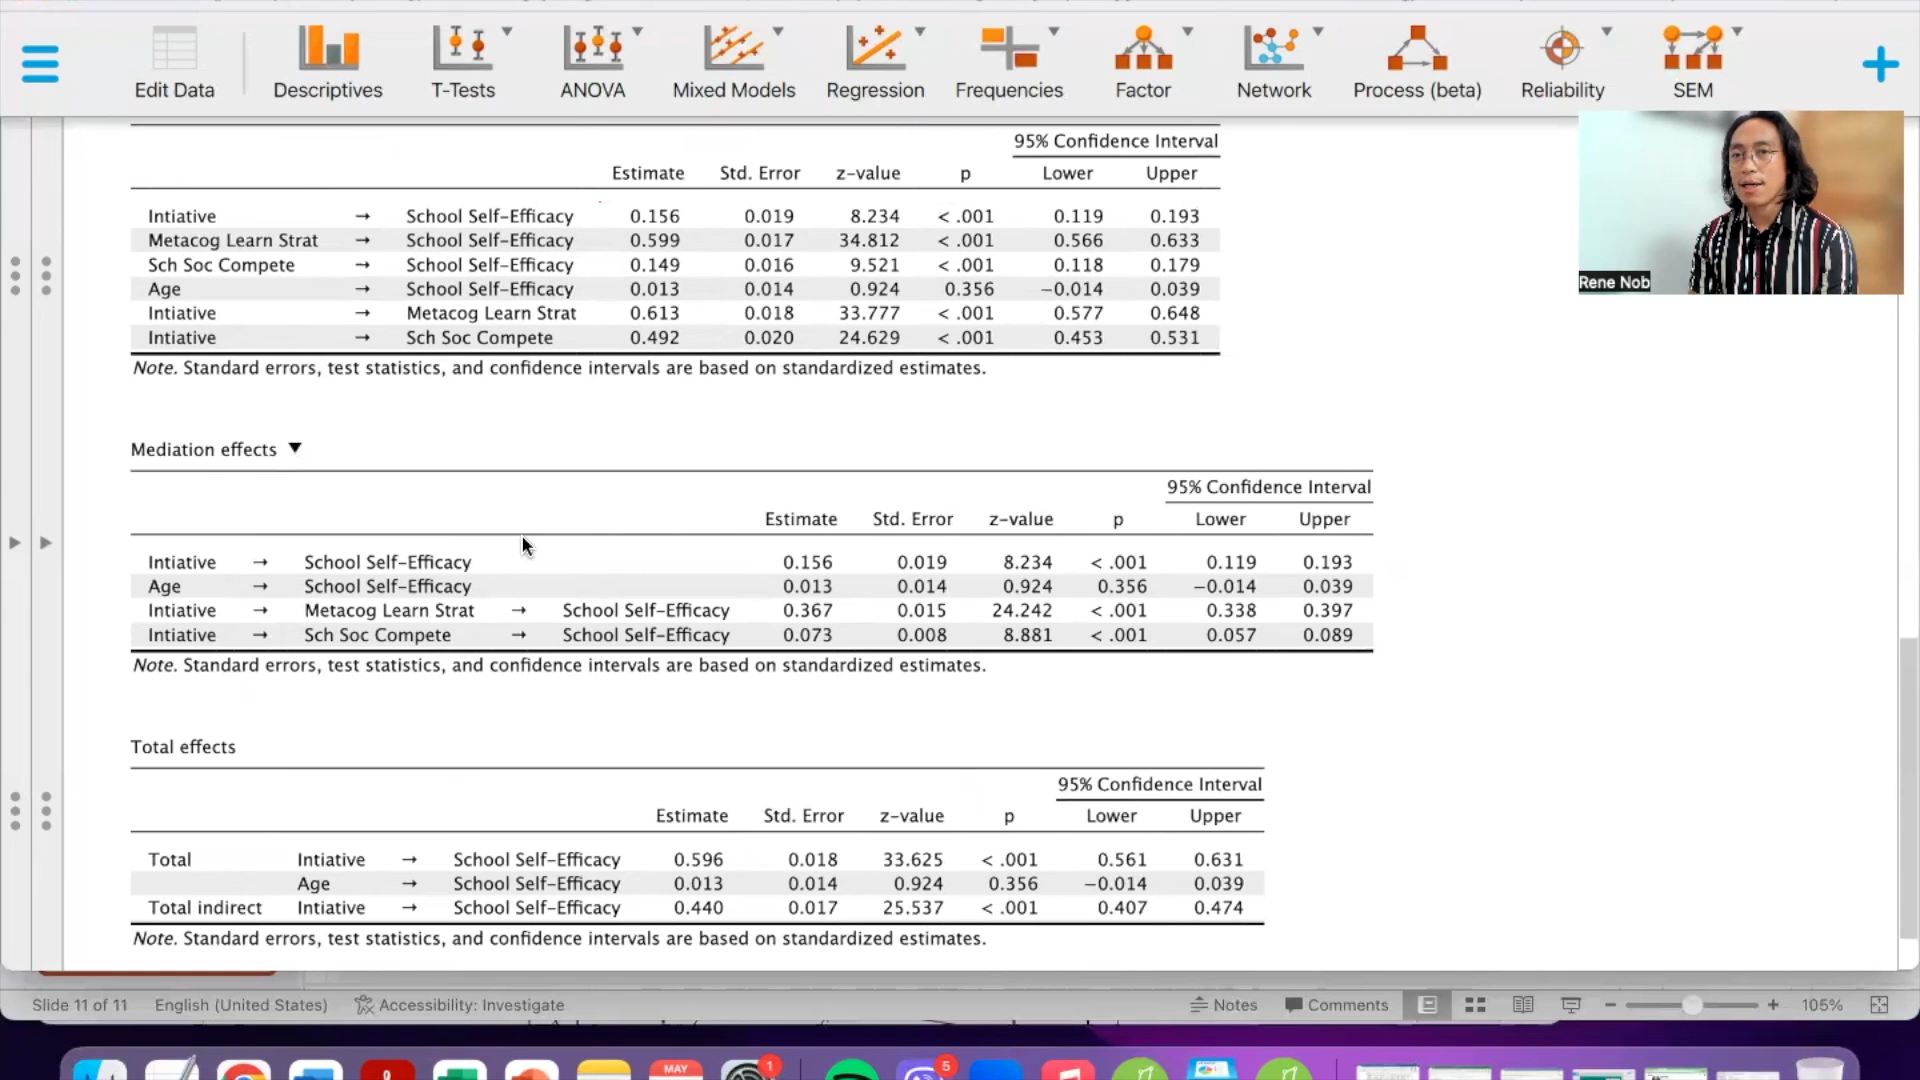 Edit Data Descriptives T-Tests ANOVA Mixed Models Regression Frequencies Factor Network Process (beta) Reliability SEM
95% Confidence Interval
Estimate Std. Error z-value p Lower Upper
Intiative → School Self-Efficacy 0.156 0.019 8.234 < .001 0.119 0.193
Metacog Learn Strat → School Self-Efficacy 0.599 0.017 34.812 < .001 0.566 0.633
Sch Soc Compete → School Self-Efficacy 0.149 0.016 9.521 < .001 0.118 0.179
Age → School Self-Efficacy 0.013 0.014 0.924 0.356 −0.014 0.039
Intiative → Metacog Learn Strat 0.613 0.018 33.777 < .001 0.577 0.648
Intiative → Sch Soc Compete 0.492 0.020 24.629 < .001 0.453 0.531
Note. Standard errors, test statistics, and confidence intervals are based on standardized estimates.
Rene Nob
Mediation effects ▼
95% Confidence Interval
Estimate Std. Error z-value p Lower Upper
Intiative → School Self-Efficacy 0.156 0.019 8.234 < .001 0.119 0.193
Age → School Self-Efficacy 0.013 0.014 0.924 0.356 −0.014 0.039
Intiative → Metacog Learn Strat → School Self-Efficacy 0.367 0.015 24.242 < .001 0.338 0.397
Intiative → Sch Soc Compete → School Self-Efficacy 0.073 0.008 8.881 < .001 0.057 0.089
Note. Standard errors, test statistics, and confidence intervals are based on standardized estimates.
Total effects
95% Confidence Interval
Estimate Std. Error z-value p Lower Upper
Total Intiative → School Self-Efficacy 0.596 0.018 33.625 < .001 0.561 0.631
Age → School Self-Efficacy 0.013 0.014 0.924 0.356 −0.014 0.039
Total indirect Intiative → School Self-Efficacy 0.440 0.017 25.537 < .001 0.407 0.474
Note. Standard errors, test statistics, and confidence intervals are based on standardized estimates.
Slide 11 of 11 English (United States) Accessibility: Investigate Notes Comments 105%
MAY 1 5